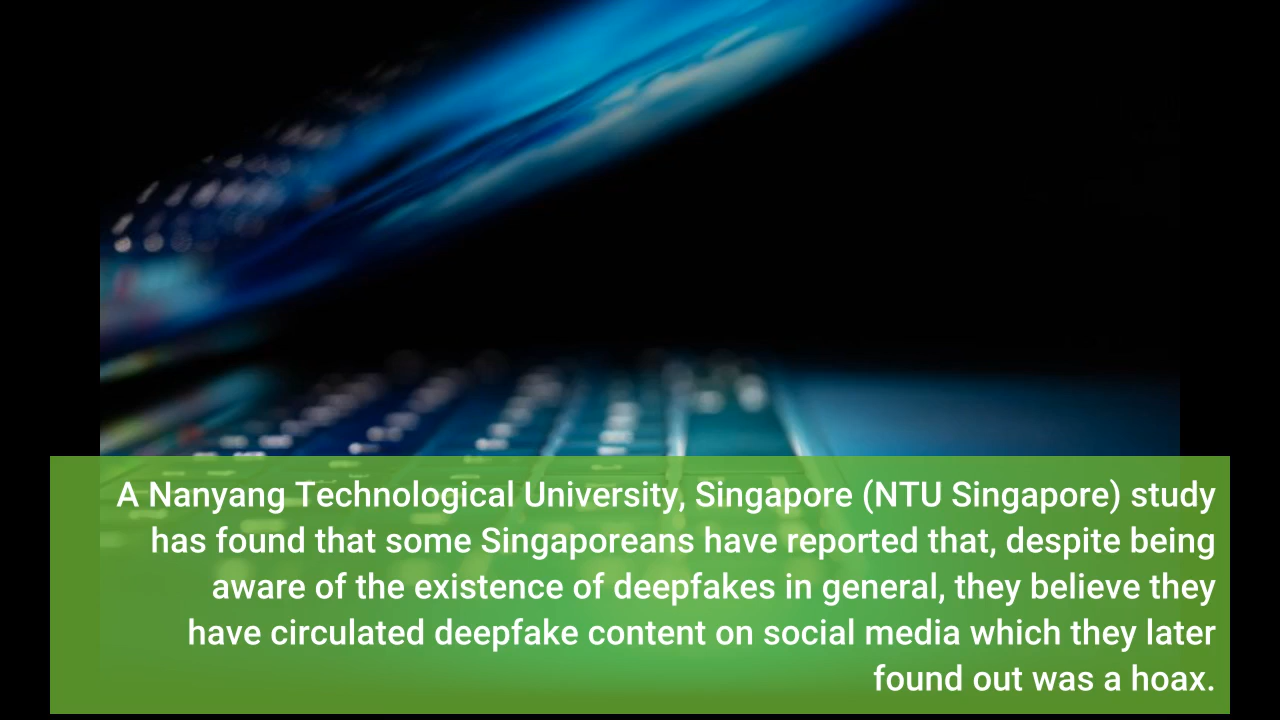 A Nanyang Technological University, Singapore (NTU Singapore) study
has found that some Singaporeans have reported that, despite being
aware of the existence of deepfakes in general, they believe they
have circulated deepfake content on social media which they later
found out was a hoax.